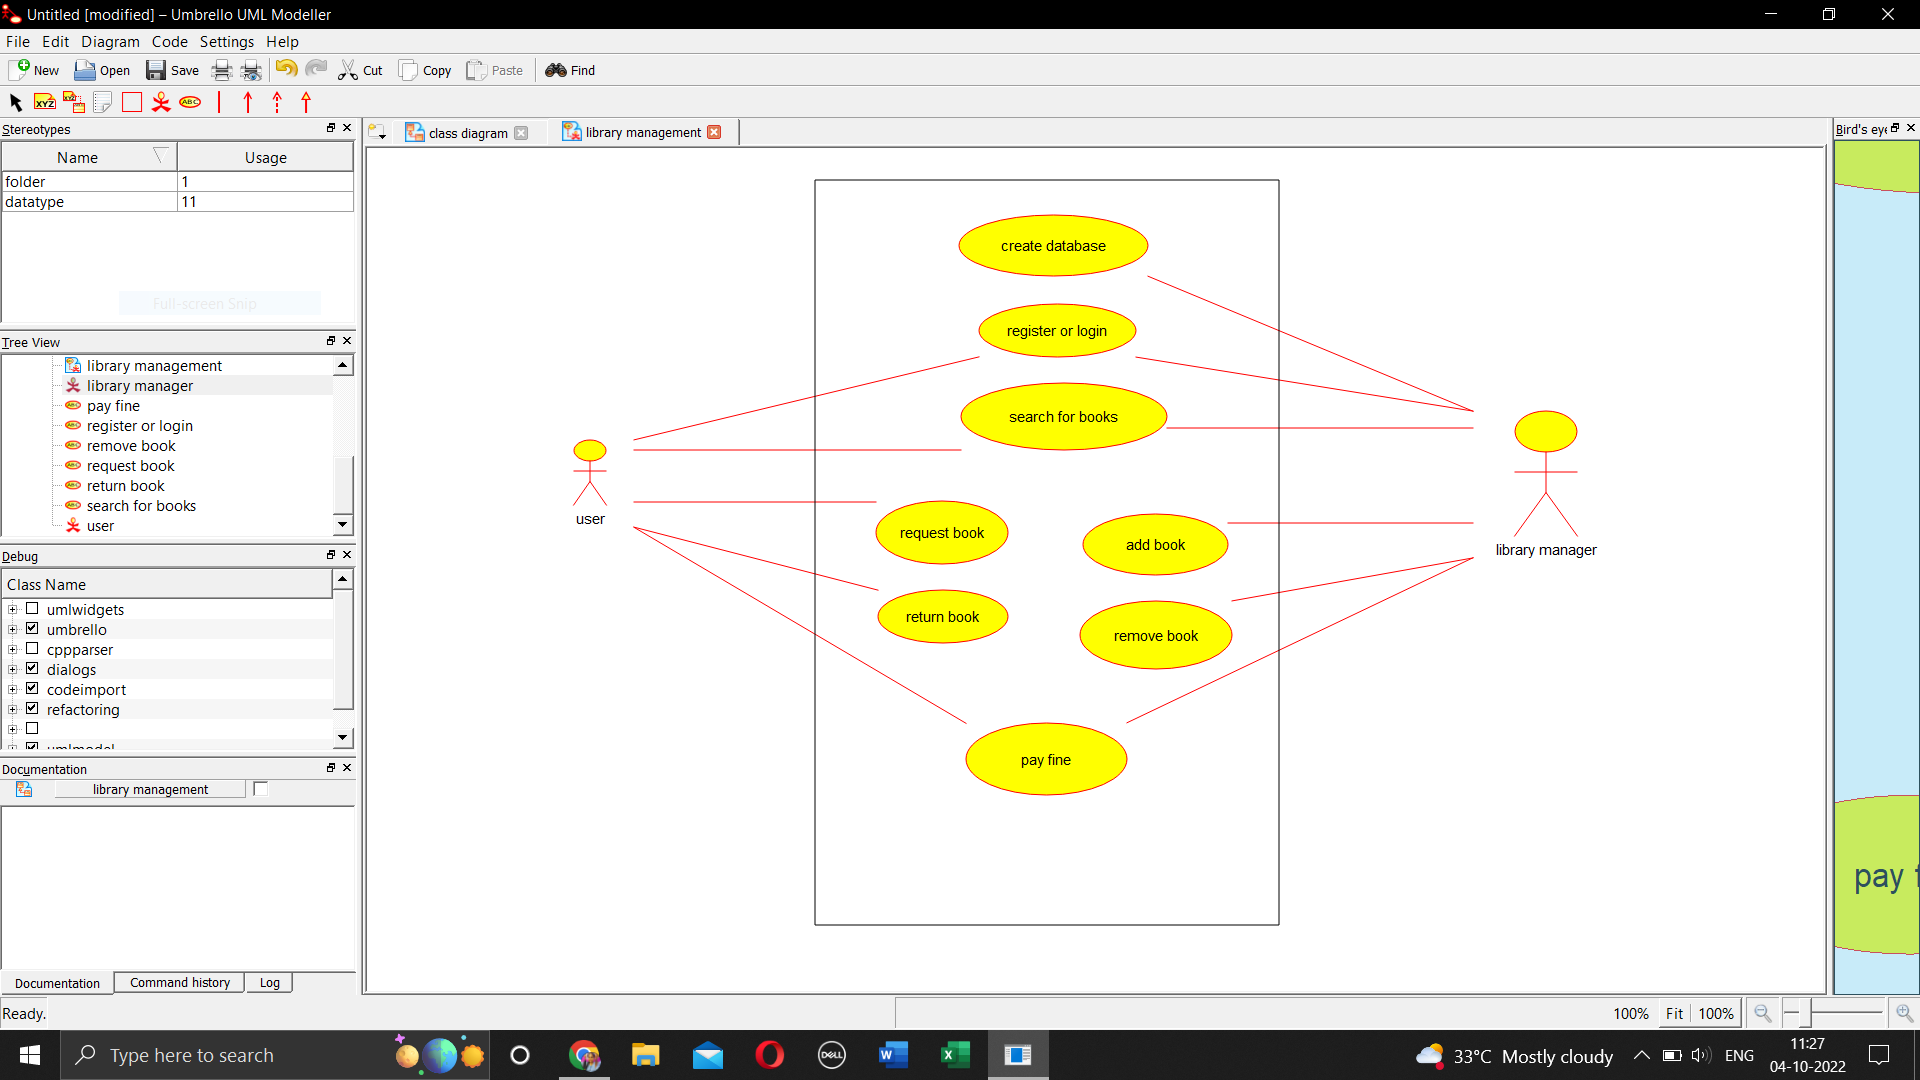 Untitled [modified] – Umbrello UML Modeller
File Edit Diagram Code Settings Help
New Open Save Cut Copy Paste Find
XYZ XYZ ABC
Stereotypes
Name Usage
folder 1
datatype 11
Full-screen Snip
Tree View
library management
library manager
pay fine
register or login
remove book
request book
return book
search for books
user
Debug
Class Name
umlwidgets
umbrello
cppparser
dialogs
codeimport
refactoring
umlmodel
Documentation
library management
Documentation Command history Log
class diagram library management
create database
register or login
search for books
request book
add book
return book
remove book
pay fine
user
library manager
Bird's eye
pay f
Ready.
100% Fit 100%
Type here to search
DELL
33°C Mostly cloudy
ENG
11:27
04-10-2022